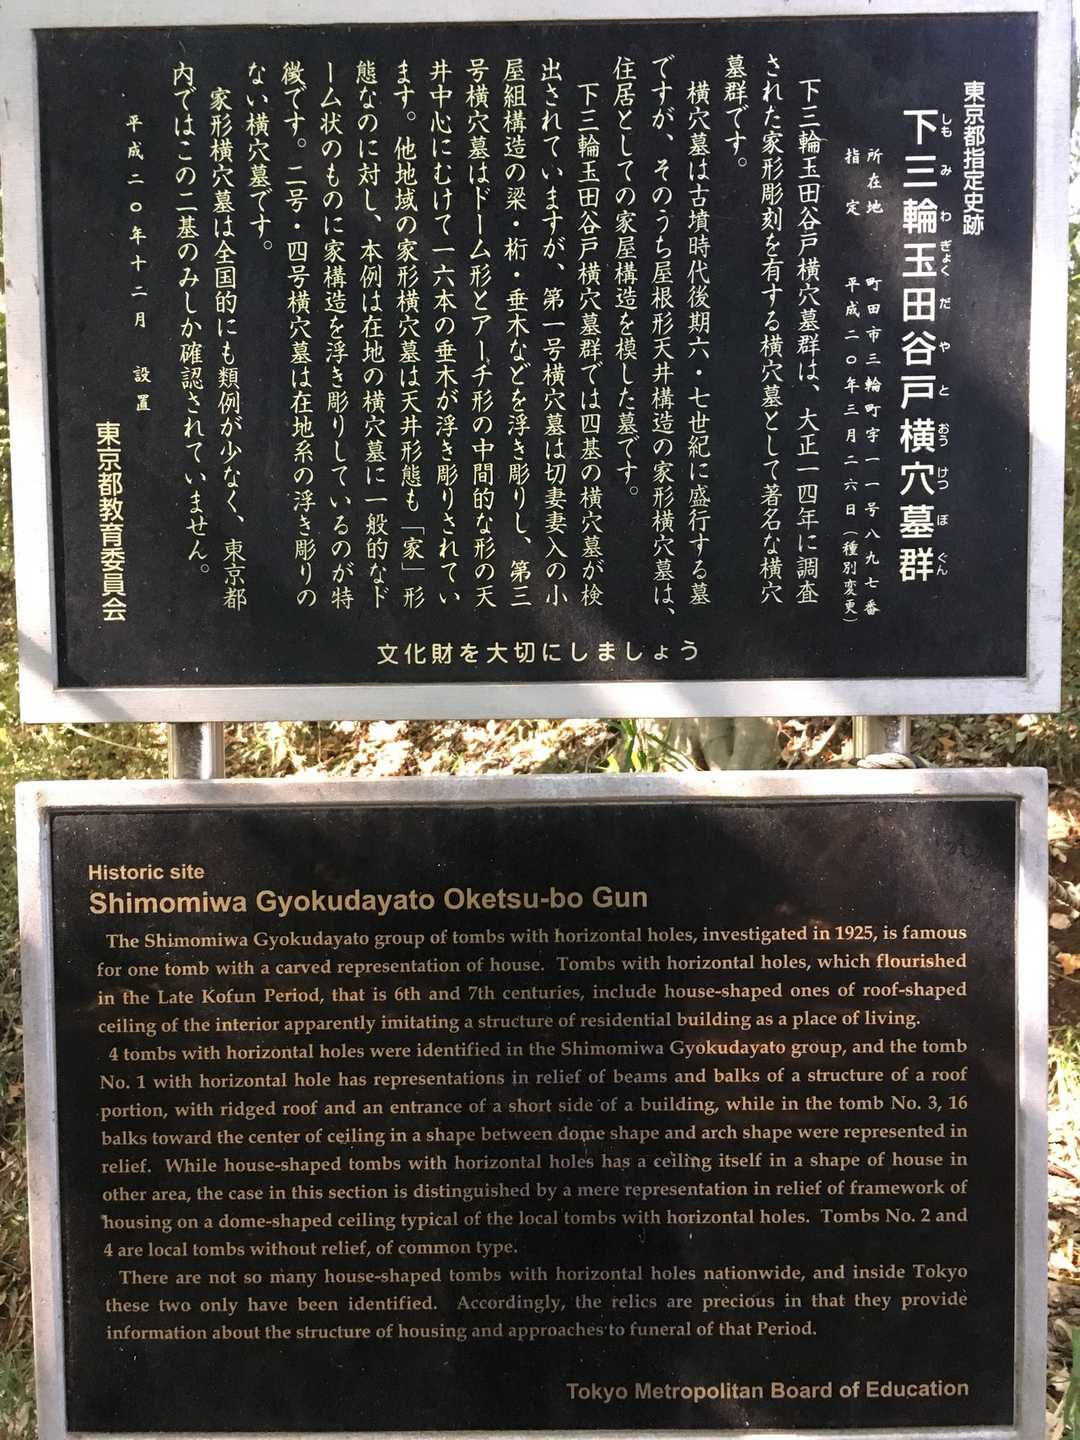 東京都指定史跡
下三輪玉田谷戸横穴墓群
しも み わ ぎょく だ や と おう けつ ぼ ぐん
所在地 町田市三輪町字一一号八九七番
指定 平成二〇年三月二六日(種別変更)
下三輪玉田谷戸横穴墓群は、大正一四年に調査
された家形彫刻を有する横穴墓として著名な横穴
墓群です。
横穴墓は古墳時代後期六・七世紀に盛行する墓
ですが、そのうち屋根形天井構造の家形横穴墓は、
住居としての家屋構造を模した墓です。
下三輪玉田谷戸横穴墓群では四基の横穴墓が検
出されていますが、第一号横穴墓は切妻妻入の小
屋組構造の梁・桁・垂木などを浮き彫りし、第三
号横穴墓はドーム形とアーチ形の中間的な形の天
井中心にむけて一六本の垂木が浮き彫りされてい
ます。他地域の家形横穴墓は天井形態も「家」形
態なのに対し、本例は在地の横穴墓に一般的なド
ーム状のものに家構造を浮き彫りしているのが特
徴です。二号・四号横穴墓は在地系の浮き彫りの
ない横穴墓です。
家形横穴墓は全国的にも類例が少なく、東京都
内ではこの二基のみしか確認されていません。
平成二〇年十二月 設置
東京都教育委員会
文化財を大切にしましょう
Historic site
Shimomiwa Gyokudayato Oketsu-bo Gun
The Shimomiwa Gyokudayato group of tombs with horizontal holes, investigated in 1925, is famous
for one tomb with a carved representation of house. Tombs with horizontal holes, which flourished
in the Late Kofun Period, that is 6th and 7th centuries, include house-shaped ones of roof-shaped
ceiling of the interior apparently imitating a structure of residential building as a place of living.
4 tombs with horizontal holes were identified in the Shimomiwa Gyokudayato group, and the tomb
No. 1 with horizontal hole has representations in relief of beams and balks of a structure of a roof
portion, with ridged roof and an entrance of a short side of a building, while in the tomb No. 3, 16
balks toward the center of ceiling in a shape between dome shape and arch shape were represented in
relief. While house-shaped tombs with horizontal holes has a ceiling itself in a shape of house in
other area, the case in this section is distinguished by a mere representation in relief of framework of
housing on a dome-shaped ceiling typical of the local tombs with horizontal holes. Tombs No. 2 and
4 are local tombs without relief, of common type.
There are not so many house-shaped tombs with horizontal holes nationwide, and inside Tokyo
these two only have been identified. Accordingly, the relics are precious in that they provide
information about the structure of housing and approaches to funeral of that Period.
Tokyo Metropolitan Board of Education